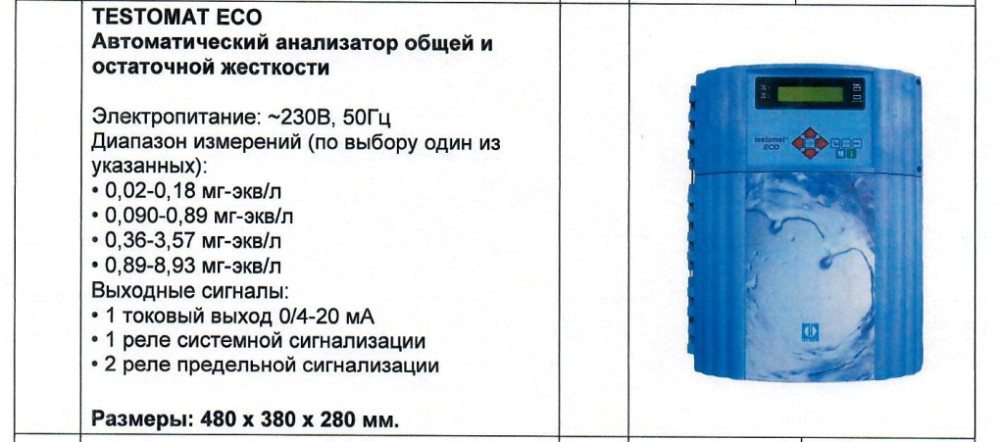 TESTOMAT ECO
Автоматический анализатор общей и
остаточной жесткости
Электропитание: ~230В, 50Гц
Диапазон измерений (по выбору один из
указанных):
• 0,02-0,18 мг-экв/л
• 0,090-0,89 мг-экв/л
• 0,36-3,57 мг-экв/л
• 0,89-8,93 мг-экв/л
Выходные сигналы:
• 1 токовый выход 0/4-20 мА
• 1 реле системной сигнализации
• 2 реле предельной сигнализации
Размеры: 480 x 380 x 280 мм.
testomat
ECO
M
i